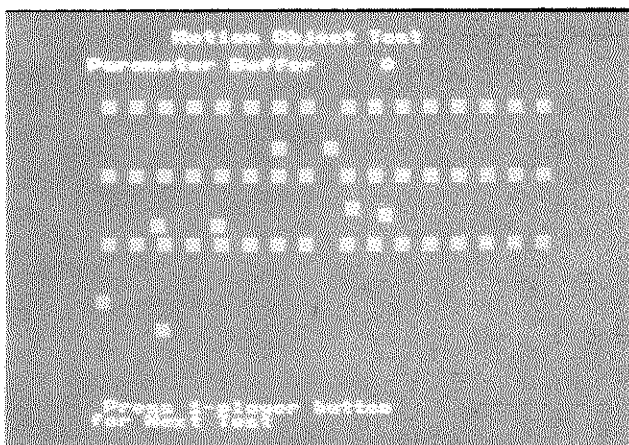 Motion Object Test
Parameter Buffer 0
Press 1-player button
for Next Test